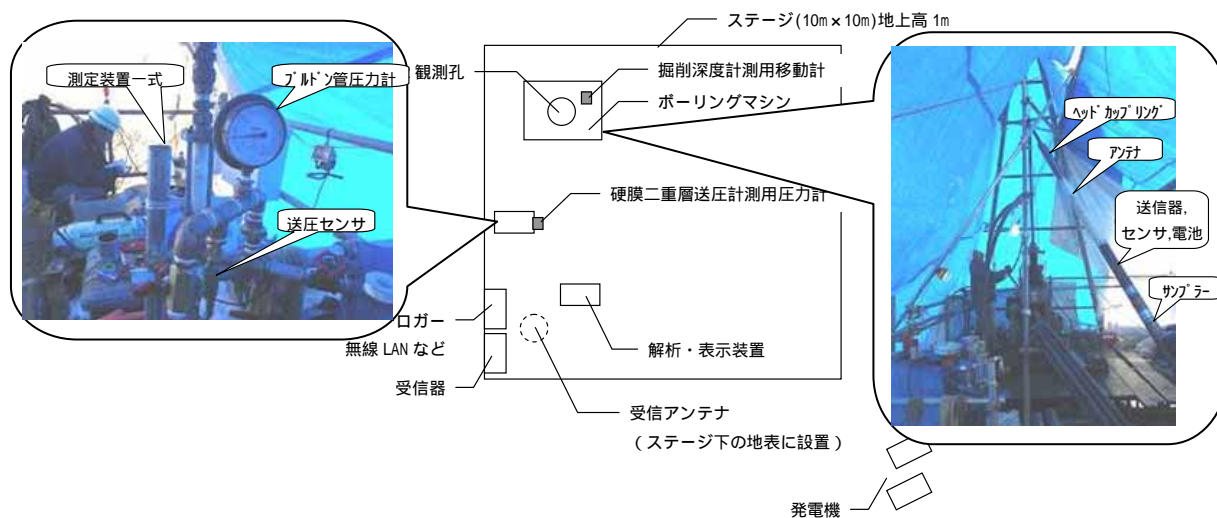 ステージ(10m×10m)地上高 1m
測定装置一式
ブルドン管圧力計
観測孔
掘削深度計測用移動計
ボーリングマシン
ヘッドカップリング
アンテナ
送圧センサ
硬膜二重層送圧計測用圧力計
送信器,
センサ,電池
サンプラー
ロガー
無線 LAN など
解析・表示装置
受信器
受信アンテナ
(ステージ下の地表に設置)
発電機